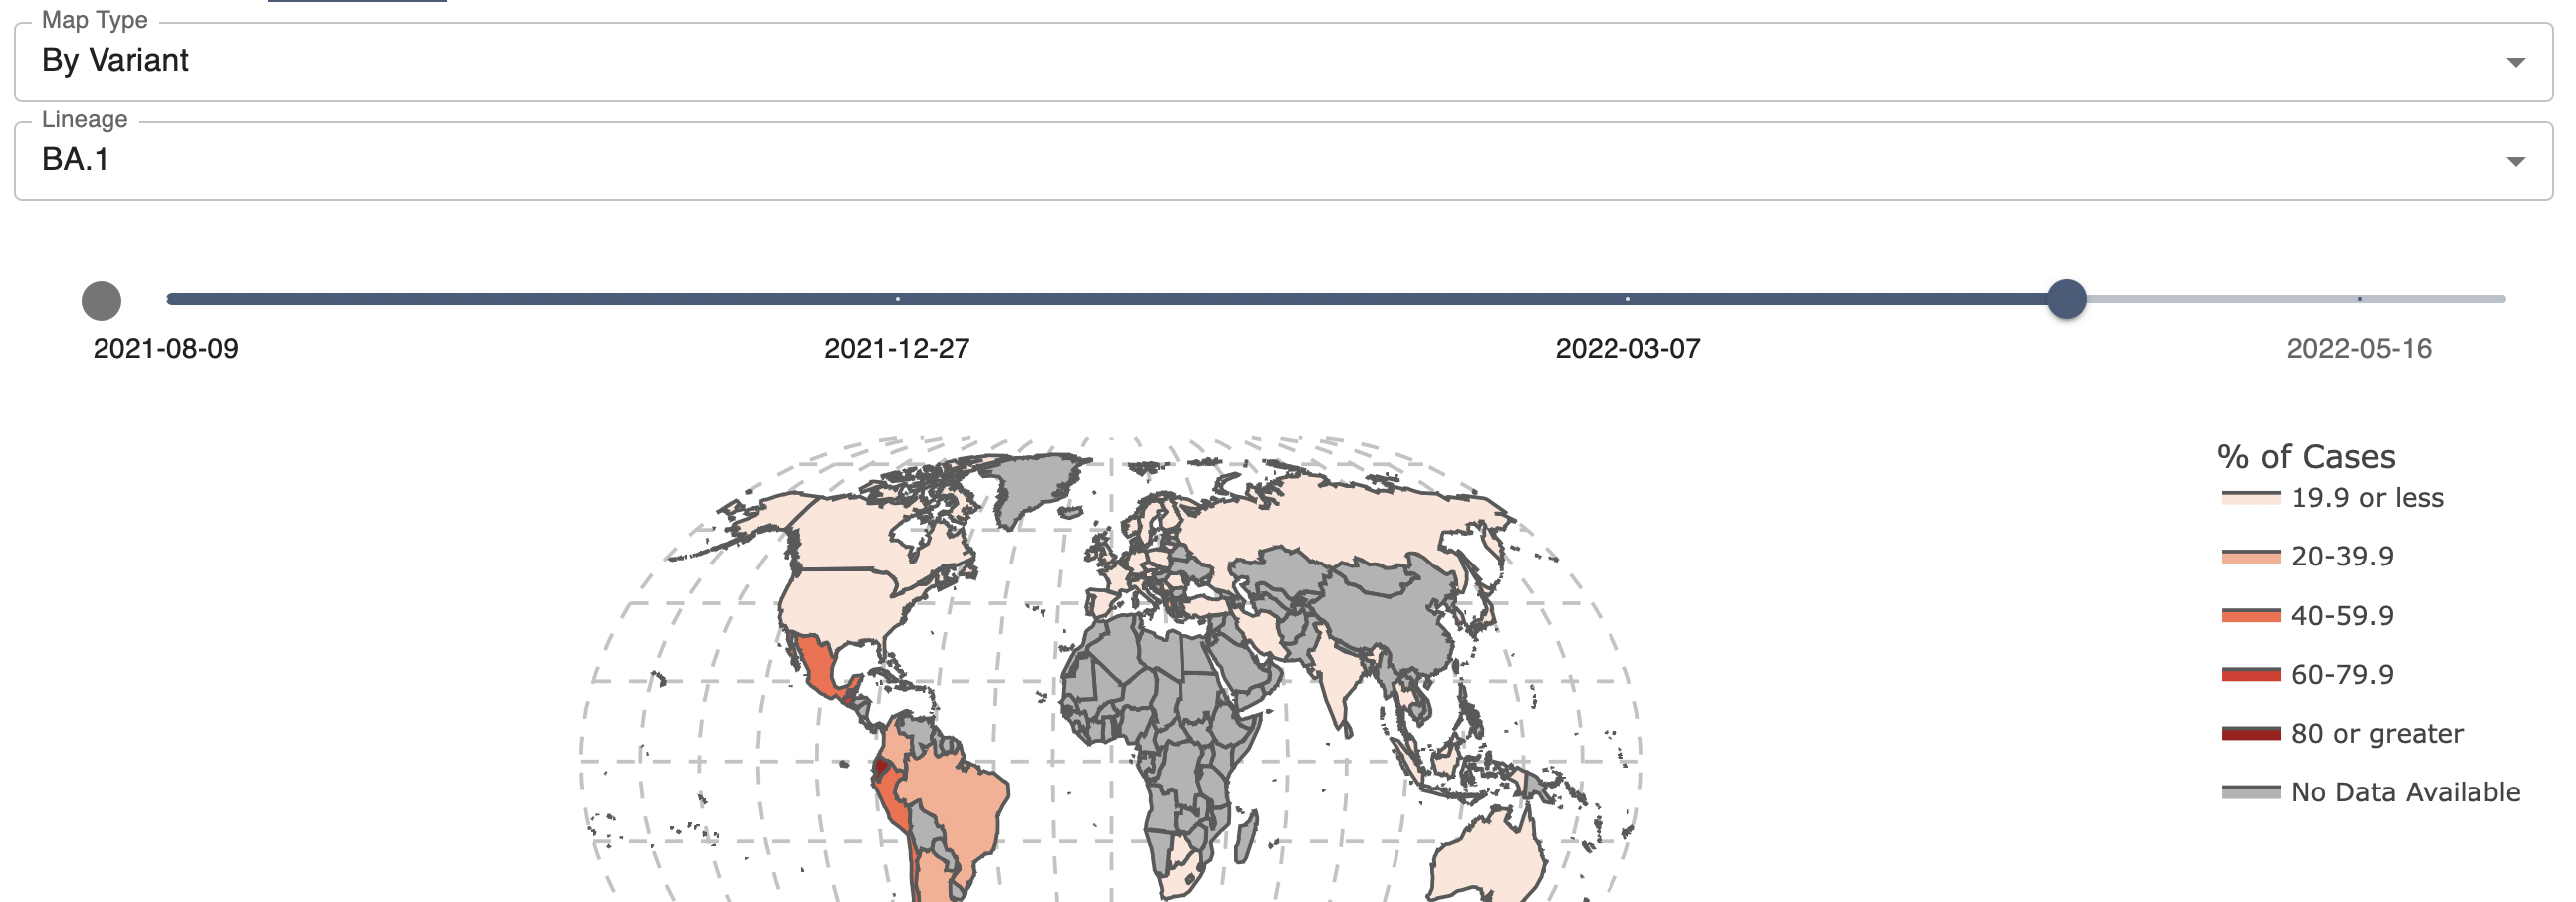 Map Type
By Variant
Lineage
BA.1
2021-08-09
2021-12-27
2022-03-07
2022-05-16
% of Cases
19.9 or less
20-39.9
40-59.9
60-79.9
80 or greater
No Data Available